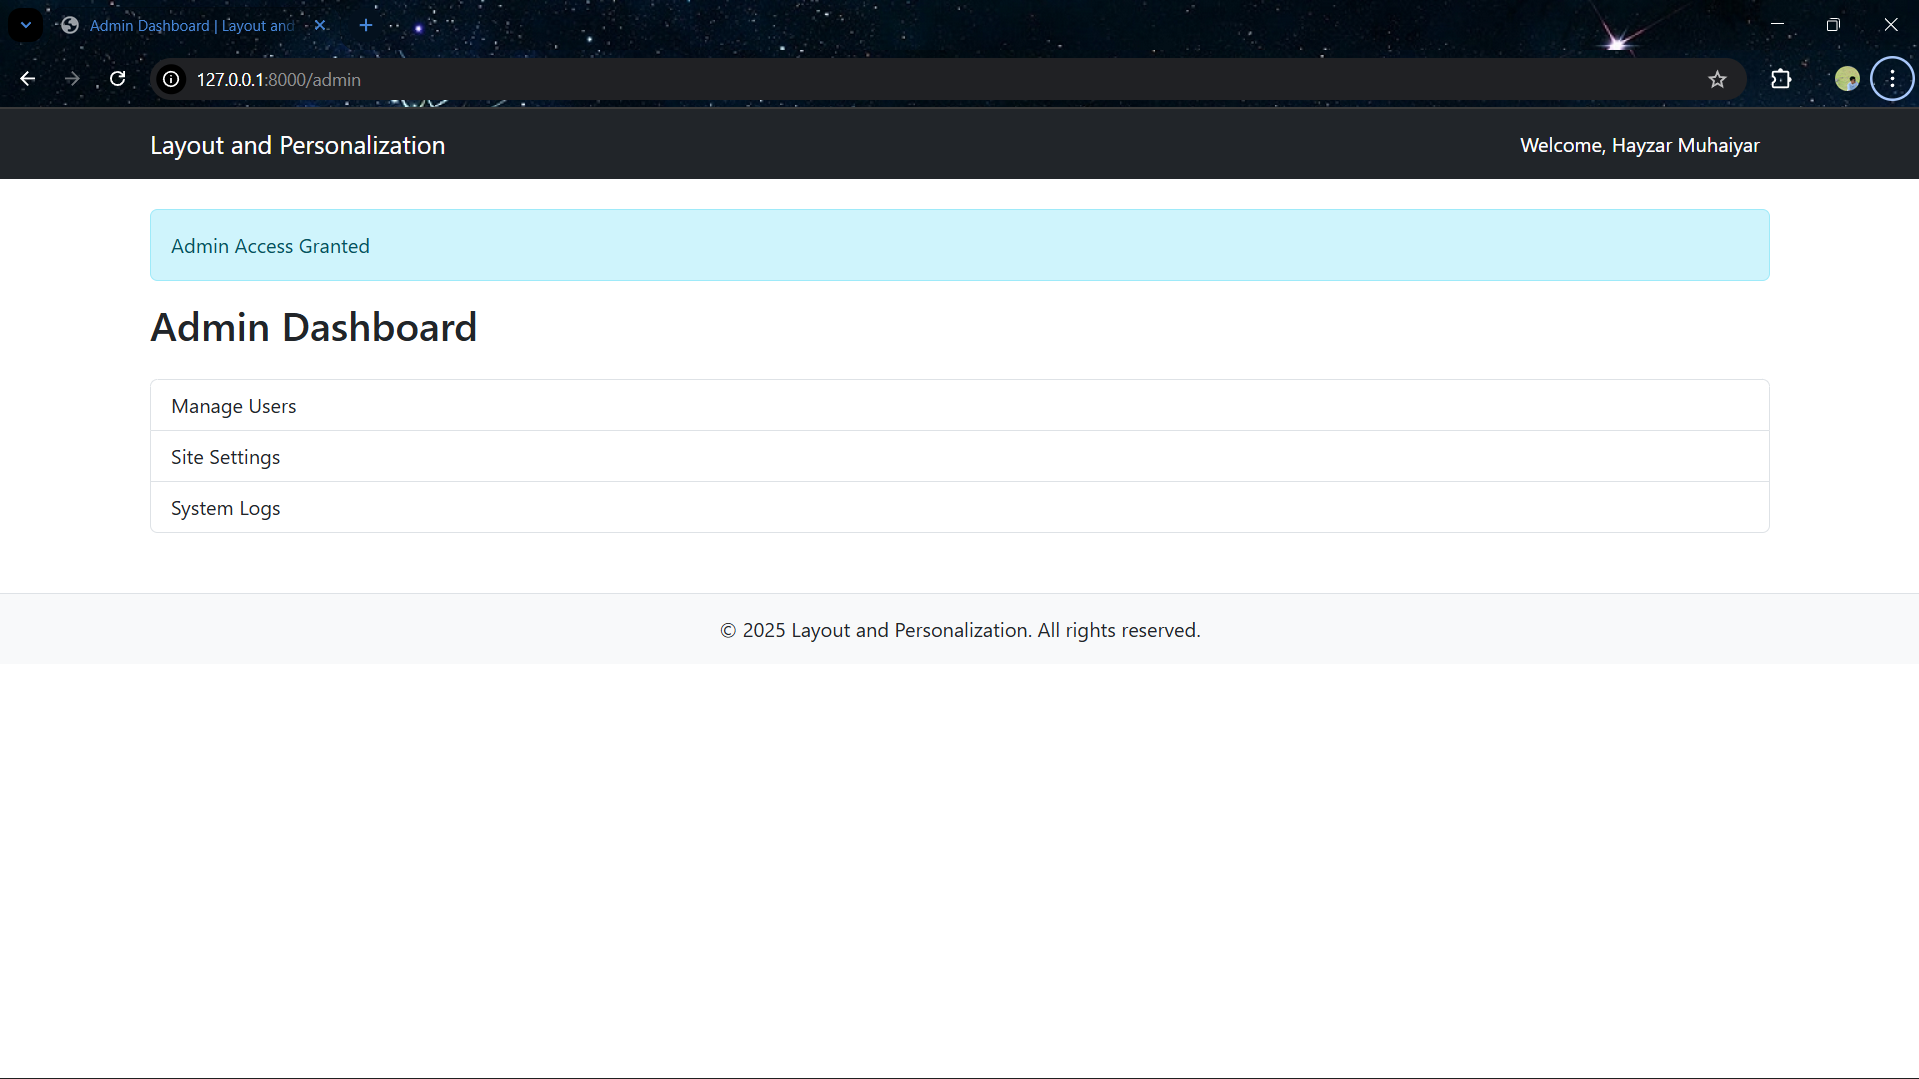 Admin Dashboard | Layout and
127.0.0.1:8000/admin
Layout and Personalization
Welcome, Hayzar Muhaiyar
Admin Access Granted
Admin Dashboard
Manage Users
Site Settings
System Logs
© 2025 Layout and Personalization. All rights reserved.